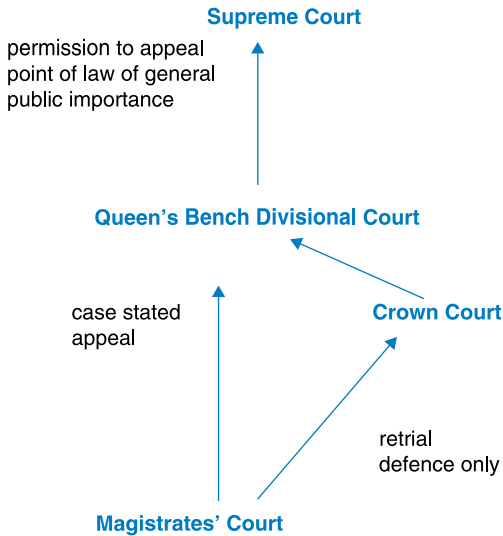 Supreme Court
permission to appeal
point of law of general
public importance
Queen's Bench Divisional Court
case stated
appeal
Crown Court
retrial
defence only
Magistrates' Court